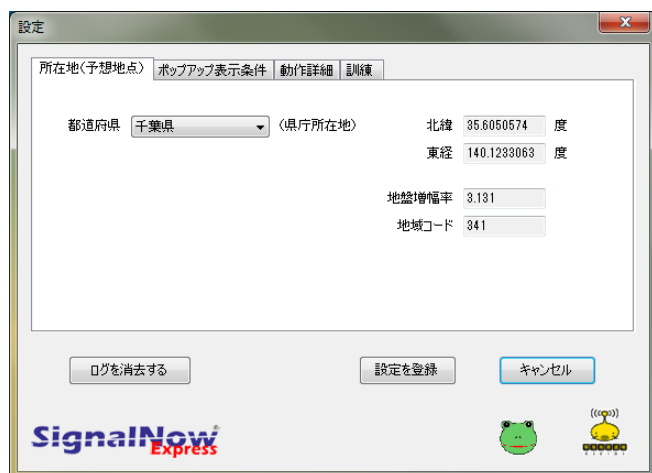 設定
所在地(予想地点) ポップアップ表示条件 動作詳細 訓練
都道府県 千葉県 (県庁所在地) 北緯 35.6050574 度
東経 140.1233063 度
地盤増幅率 3.131
地域コード 341
ログを消去する 設定を登録 キャンセル
SignalNow
Express